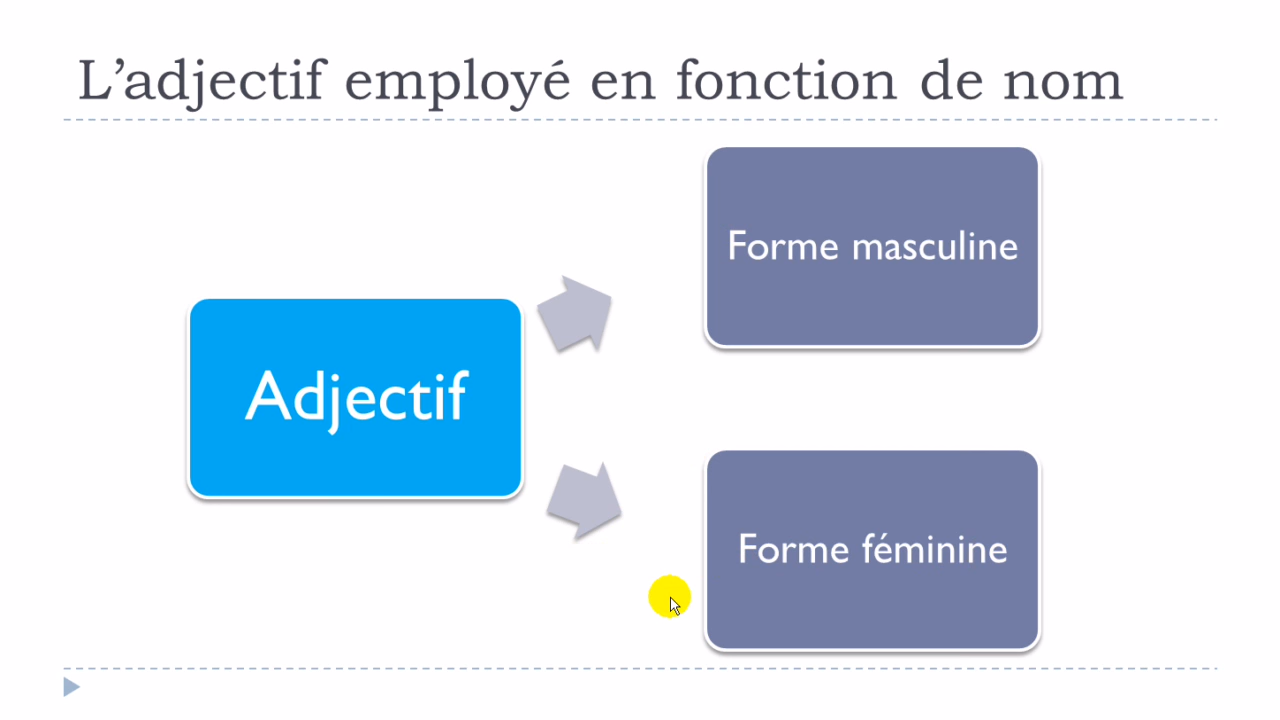 L’adjectif employé en fonction de nom
Forme masculine
Adjectif
Forme féminine